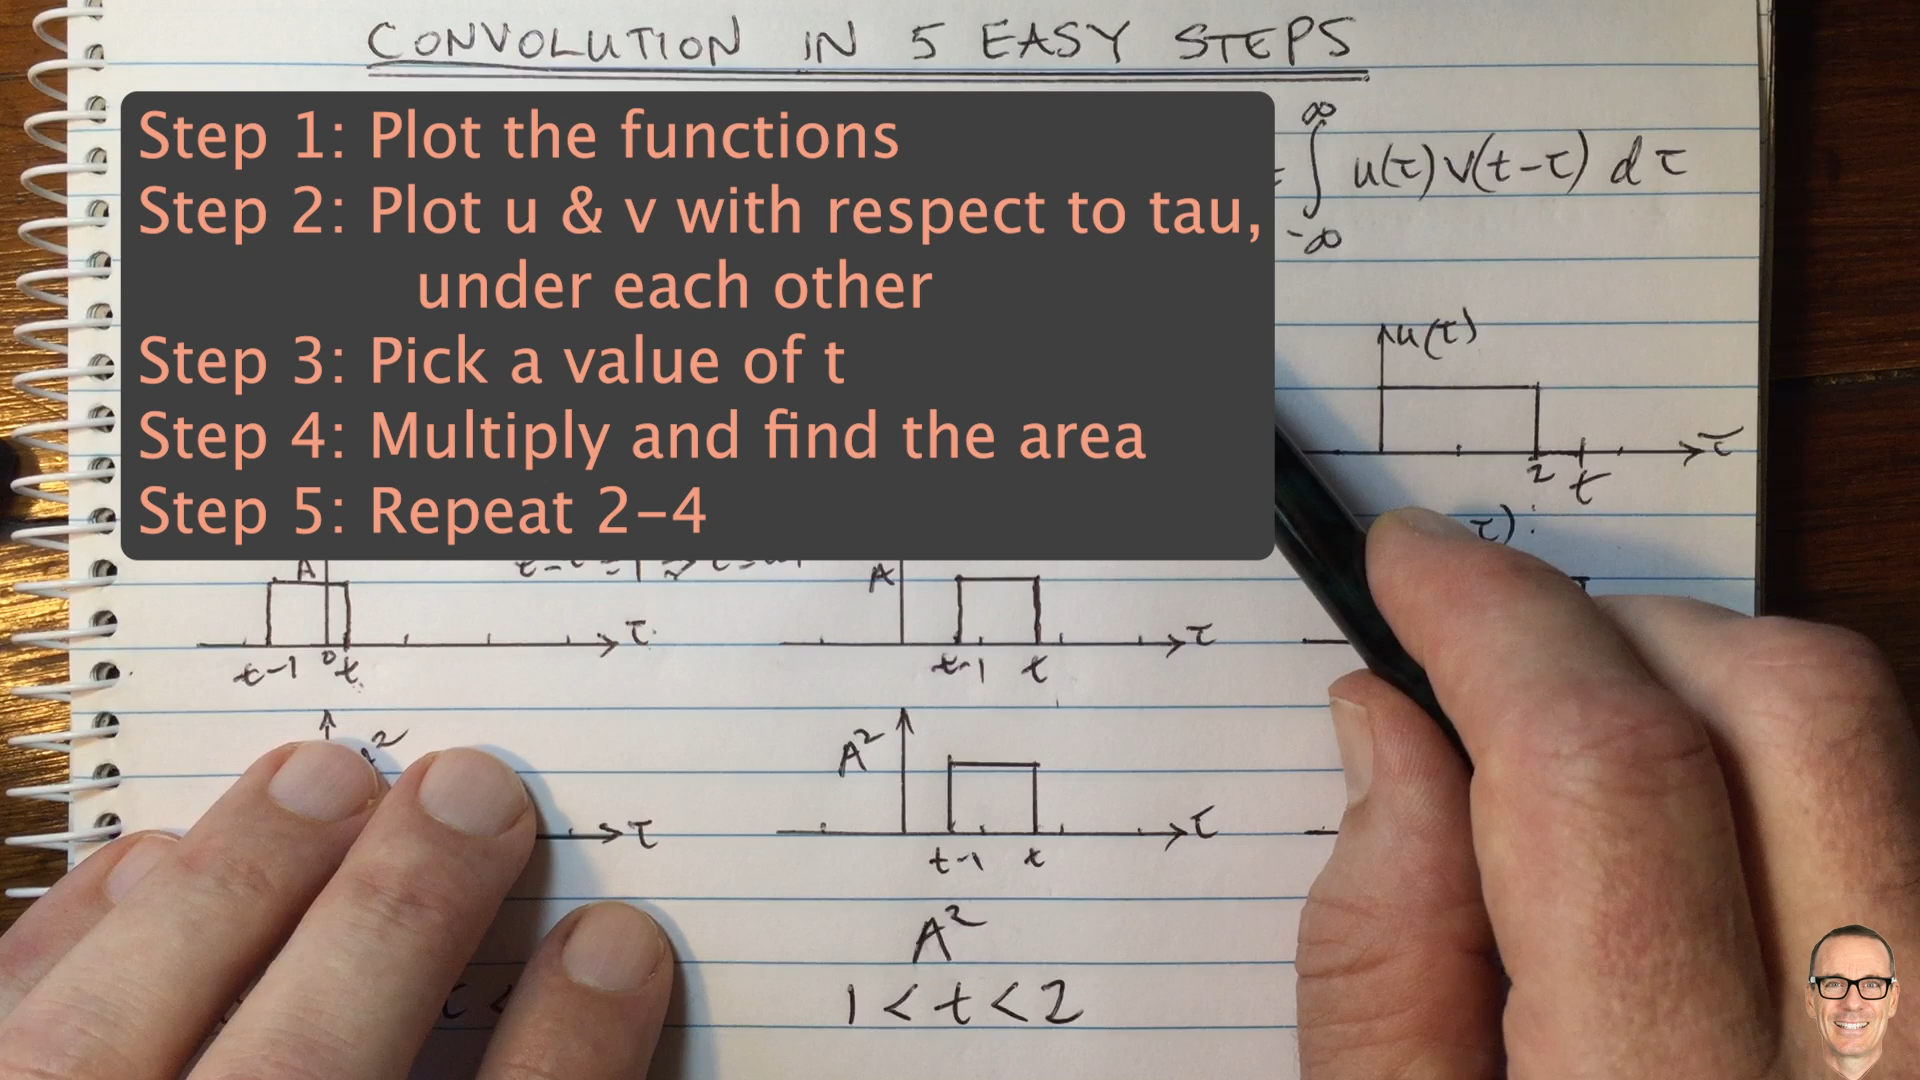 CONVOLUTION IN 5 EASY STEPS
Step 1: Plot the functions
Step 2: Plot u & v with respect to tau,
under each other
Step 3: Pick a value of t
Step 4: Multiply and find the area
Step 5: Repeat 2-4
= ∫ u(τ) v(t-τ) dτ
∞
-∞
u(τ)
τ
2 t
τ):
A
τ
t-1 0 t
A
τ
t-1 t
A²
τ
t-1 t
2
τ
A²
1 < t < 2